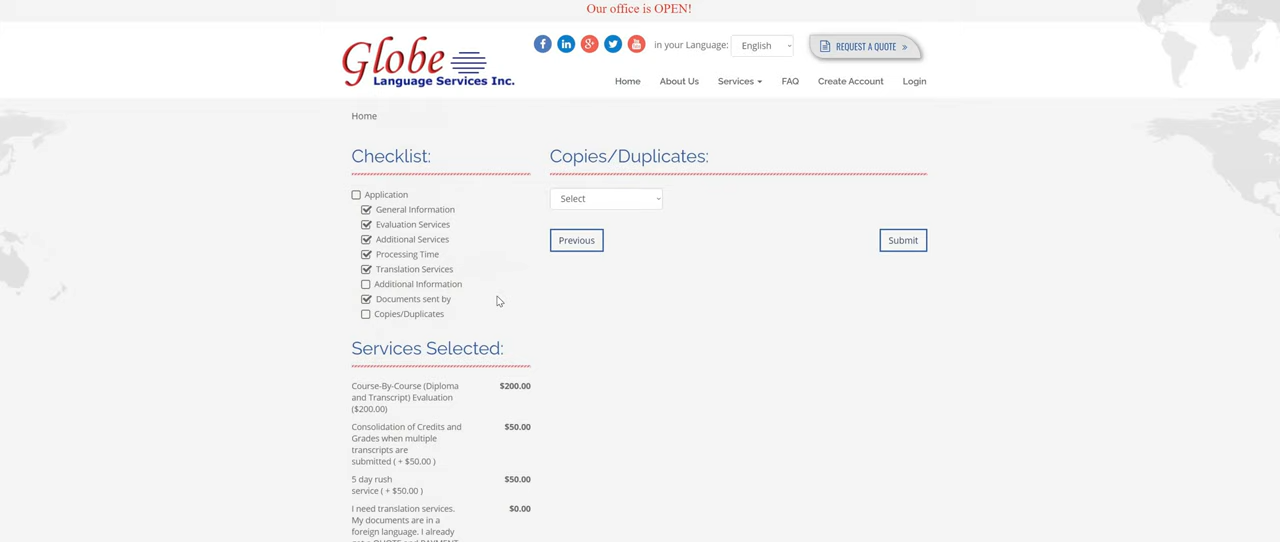 Our office is OPEN!
Globe
Language Services Inc.
in your Language:
English
REQUEST A QUOTE »
Home
About Us
Services
FAQ
Create Account
Login
Home
Checklist:
Application
General Information
Evaluation Services
Additional Services
Processing Time
Translation Services
Additional Information
Documents sent by
Copies/Duplicates
Services Selected:
Course-By-Course (Diploma $200.00
and Transcript) Evaluation
($200.00)
Consolidation of Credits and $50.00
Grades when multiple
transcripts are
submitted ( + $50.00 )
5 day rush $50.00
service ( + $50.00 )
I need translation services. $0.00
My documents are in a
foreign language. I already
Copies/Duplicates:
Select
Previous
Submit